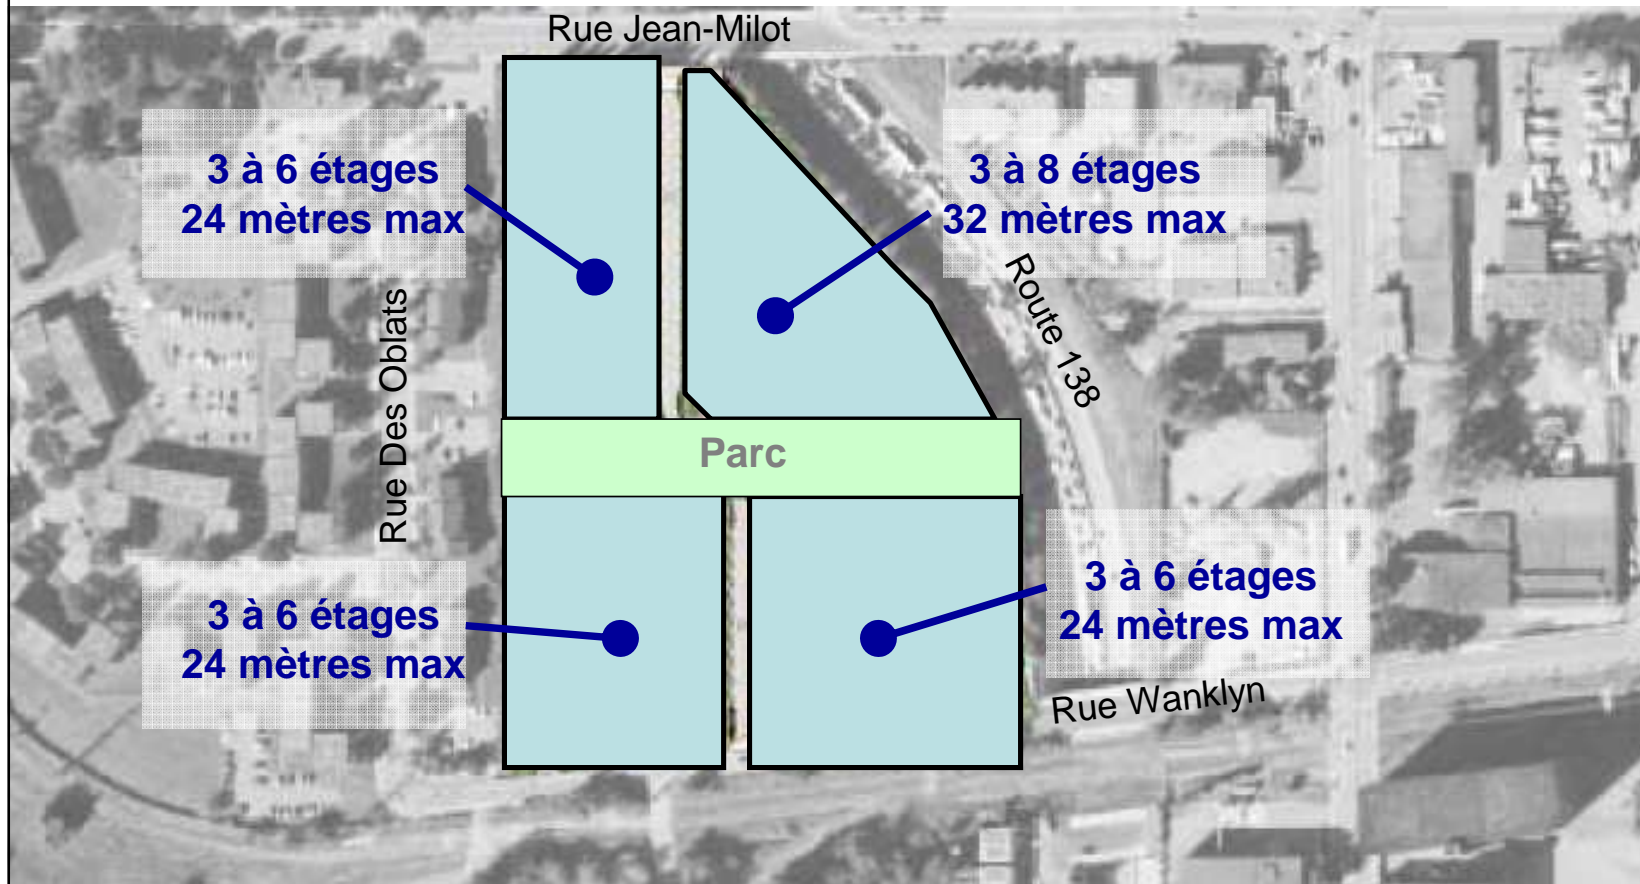 Rue Jean-Milot
3 à 6 étages
24 mètres max
3 à 8 étages
32 mètres max
Route 138
Rue Des Oblats
Parc
3 à 6 étages
24 mètres max
3 à 6 étages
24 mètres max
Rue Wanklyn